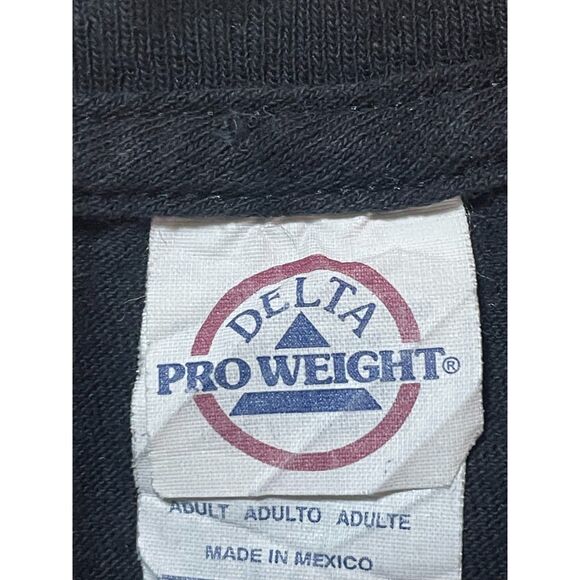 DELTA
PRO WEIGHT®
ADULT ADULTO ADULTE
MADE IN MEXICO